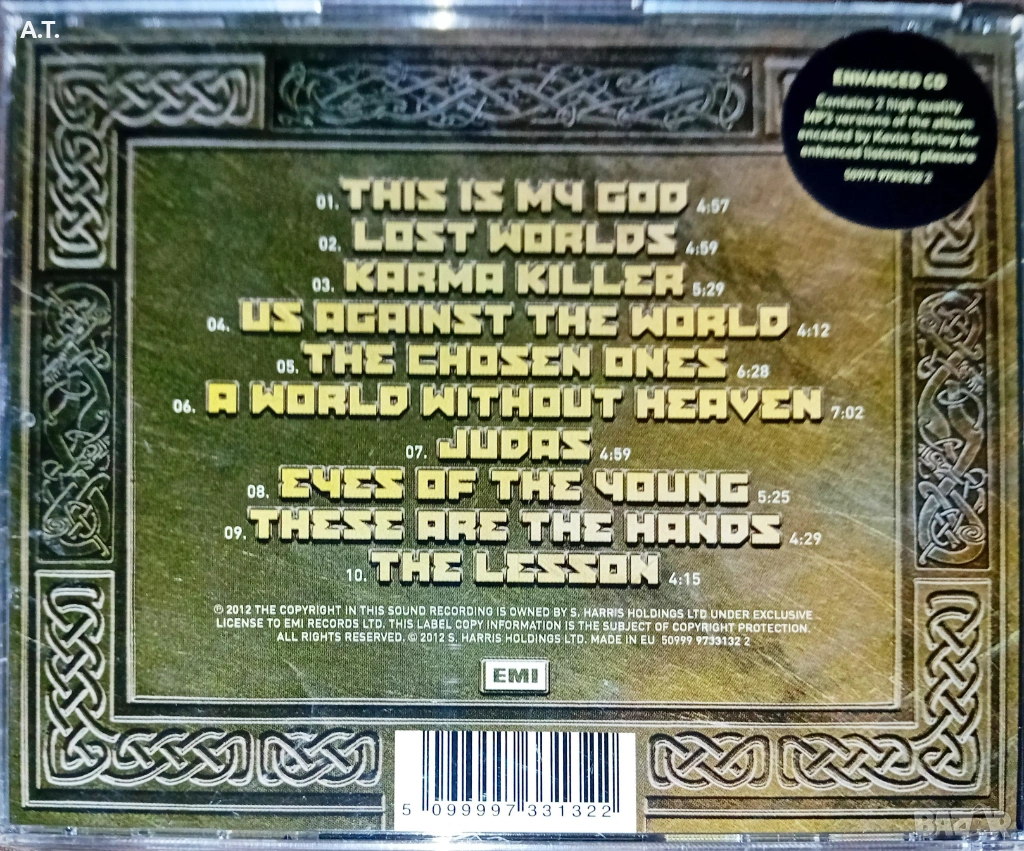 A.T.
ENHANCED CD
Contains 2 high quality
MP3 versions of the album
encoded by Kevin Shirley for
enhanced listening pleasure
50999 9733132 2
01. THIS IS MY GOD 4:57
02. LOST WORLDS 4:59
03. KARMA KILLER 5:29
04. US AGAINST THE WORLD 4:12
05. THE CHOSEN ONES 6:28
06. A WORLD WITHOUT HEAVEN 7:02
07. JUDAS 4:59
08. EYES OF THE YOUNG 5:25
09. THESE ARE THE HANDS 4:29
10. THE LESSON 4:15
℗ 2012 THE COPYRIGHT IN THIS SOUND RECORDING IS OWNED BY S. HARRIS HOLDINGS LTD UNDER EXCLUSIVE
LICENSE TO EMI RECORDS LTD. THIS LABEL COPY INFORMATION IS THE SUBJECT OF COPYRIGHT PROTECTION.
ALL RIGHTS RESERVED. © 2012 S. HARRIS HOLDINGS LTD. MADE IN EU 50999 9733132 2
EMI
5 099997 331322
BAZAR